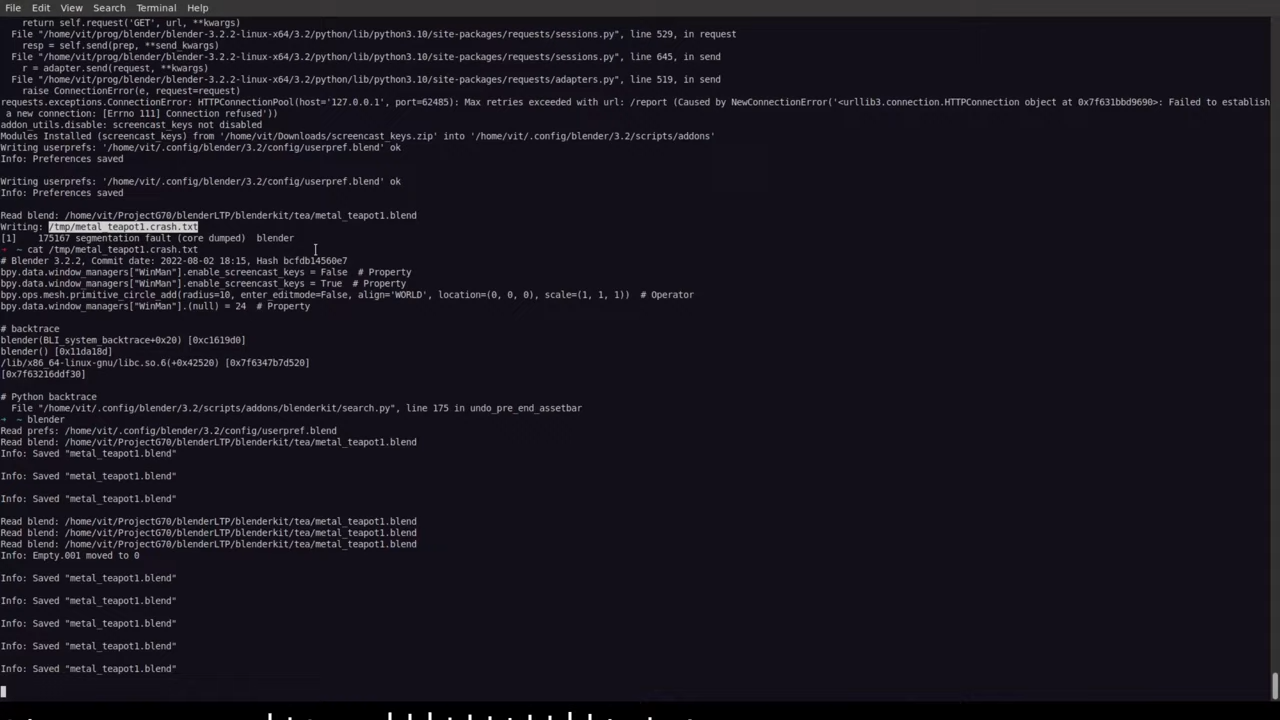 File Edit View Search Terminal Help
return self.request('GET', url, **kwargs)
File "/home/vit/prog/blender/blender-3.2.2-linux-x64/3.2/python/lib/python3.10/site-packages/requests/sessions.py", line 529, in request
resp = self.send(prep, **send_kwargs)
File "/home/vit/prog/blender/blender-3.2.2-linux-x64/3.2/python/lib/python3.10/site-packages/requests/sessions.py", line 645, in send
r = adapter.send(request, **kwargs)
File "/home/vit/prog/blender/blender-3.2.2-linux-x64/3.2/python/lib/python3.10/site-packages/requests/adapters.py", line 519, in send
raise ConnectionError(e, request=request)
requests.exceptions.ConnectionError: HTTPConnectionPool(host='127.0.0.1', port=62485): Max retries exceeded with url: /report (Caused by NewConnectionError('<urllib3.connection.HTTPConnection object at 0x7f631bbd9690>: Failed to establish
a new connection: [Errno 111] Connection refused'))
addon_utils.disable: screencast_keys not disabled
Modules Installed (screencast_keys) from '/home/vit/Downloads/screencast_keys.zip' into '/home/vit/.config/blender/3.2/scripts/addons'
Writing userprefs: '/home/vit/.config/blender/3.2/config/userpref.blend' ok
Info: Preferences saved
Writing userprefs: '/home/vit/.config/blender/3.2/config/userpref.blend' ok
Info: Preferences saved
Read blend: /home/vit/ProjectG70/blenderLTP/blenderkit/tea/metal_teapot1.blend
Writing: /tmp/metal_teapot1.crash.txt
[1]    175167 segmentation fault (core dumped)  blender
➜  ~ cat /tmp/metal_teapot1.crash.txt
# Blender 3.2.2, Commit date: 2022-08-02 18:15, Hash bcfdb14560e7
bpy.data.window_managers["WinMan"].enable_screencast_keys = False  # Property
bpy.data.window_managers["WinMan"].enable_screencast_keys = True  # Property
bpy.ops.mesh.primitive_circle_add(radius=10, enter_editmode=False, align='WORLD', location=(0, 0, 0), scale=(1, 1, 1))  # Operator
bpy.data.window_managers["WinMan"].(null) = 24  # Property
# backtrace
blender(BLI_system_backtrace+0x20) [0xc1619d0]
blender() [0x11da18d]
/lib/x86_64-linux-gnu/libc.so.6(+0x42520) [0x7f6347b7d520]
[0x7f63216ddf30]
# Python backtrace
File "/home/vit/.config/blender/3.2/scripts/addons/blenderkit/search.py", line 175 in undo_pre_end_assetbar
➜  ~ blender
Read prefs: /home/vit/.config/blender/3.2/config/userpref.blend
Read blend: /home/vit/ProjectG70/blenderLTP/blenderkit/tea/metal_teapot1.blend
Info: Saved "metal_teapot1.blend"
Info: Saved "metal_teapot1.blend"
Info: Saved "metal_teapot1.blend"
Read blend: /home/vit/ProjectG70/blenderLTP/blenderkit/tea/metal_teapot1.blend
Read blend: /home/vit/ProjectG70/blenderLTP/blenderkit/tea/metal_teapot1.blend
Read blend: /home/vit/ProjectG70/blenderLTP/blenderkit/tea/metal_teapot1.blend
Info: Empty.001 moved to 0
Info: Saved "metal_teapot1.blend"
Info: Saved "metal_teapot1.blend"
Info: Saved "metal_teapot1.blend"
Info: Saved "metal_teapot1.blend"
Info: Saved "metal_teapot1.blend"